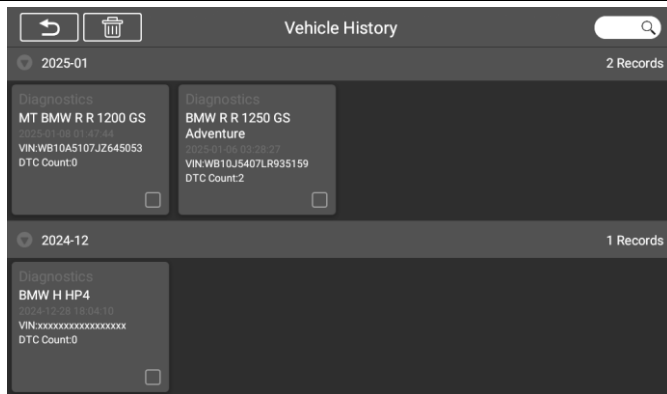 Vehicle History
2025-01
2 Records
Diagnostics
MT BMW R R 1200 GS
2025-01-08 01:47:44
VIN:WB10A5107JZ645053
DTC Count:0
Diagnostics
BMW R R 1250 GS
Adventure
2025-01-06 03:28:27
VIN:WB10J5407LR935159
DTC Count:2
2024-12
1 Records
Diagnostics
BMW H HP4
2024-12-28 18:04:10
VIN:xxxxxxxxxxxxxxxxx
DTC Count:0